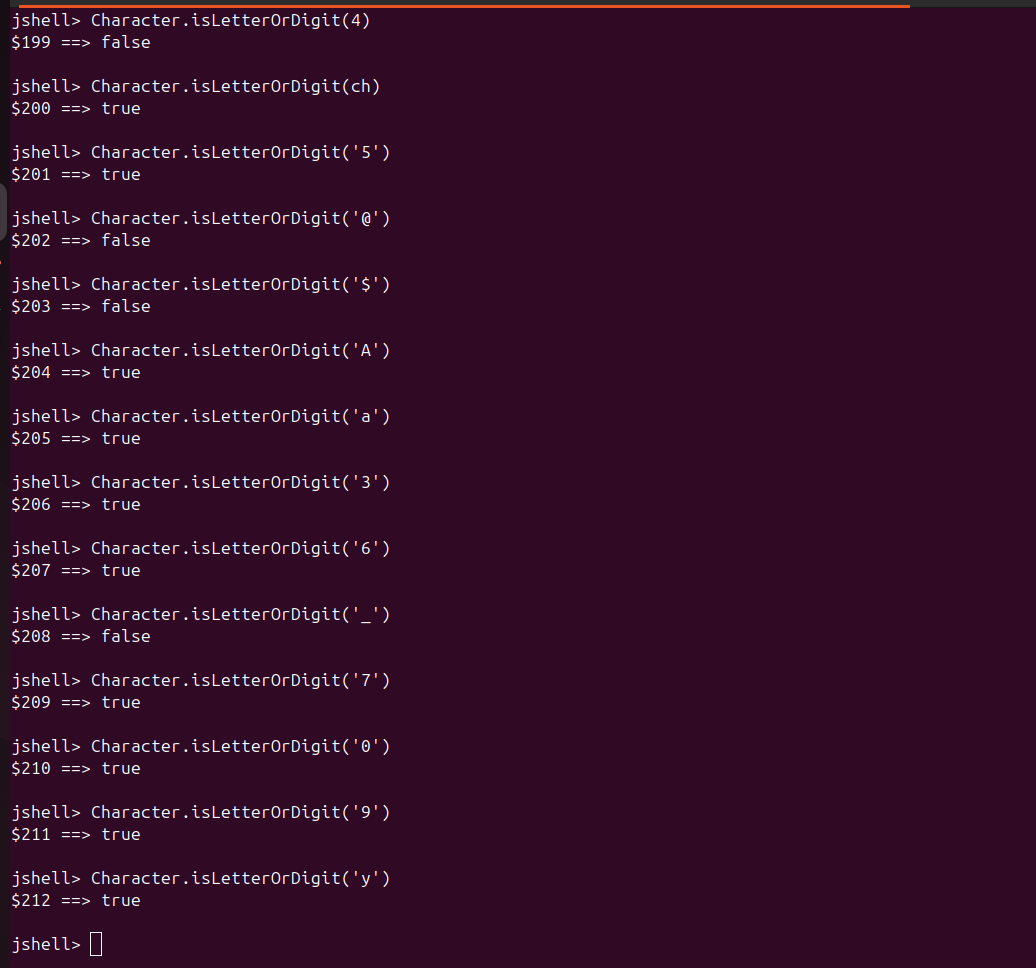 jshell> Character.isLetterOrDigit(4)
$199 ==> false
jshell> Character.isLetterOrDigit(ch)
$200 ==> true
jshell> Character.isLetterOrDigit('5')
$201 ==> true
jshell> Character.isLetterOrDigit('@')
$202 ==> false
jshell> Character.isLetterOrDigit('$')
$203 ==> false
jshell> Character.isLetterOrDigit('A')
$204 ==> true
jshell> Character.isLetterOrDigit('a')
$205 ==> true
jshell> Character.isLetterOrDigit('3')
$206 ==> true
jshell> Character.isLetterOrDigit('6')
$207 ==> true
jshell> Character.isLetterOrDigit('_')
$208 ==> false
jshell> Character.isLetterOrDigit('7')
$209 ==> true
jshell> Character.isLetterOrDigit('0')
$210 ==> true
jshell> Character.isLetterOrDigit('9')
$211 ==> true
jshell> Character.isLetterOrDigit('y')
$212 ==> true
jshell>